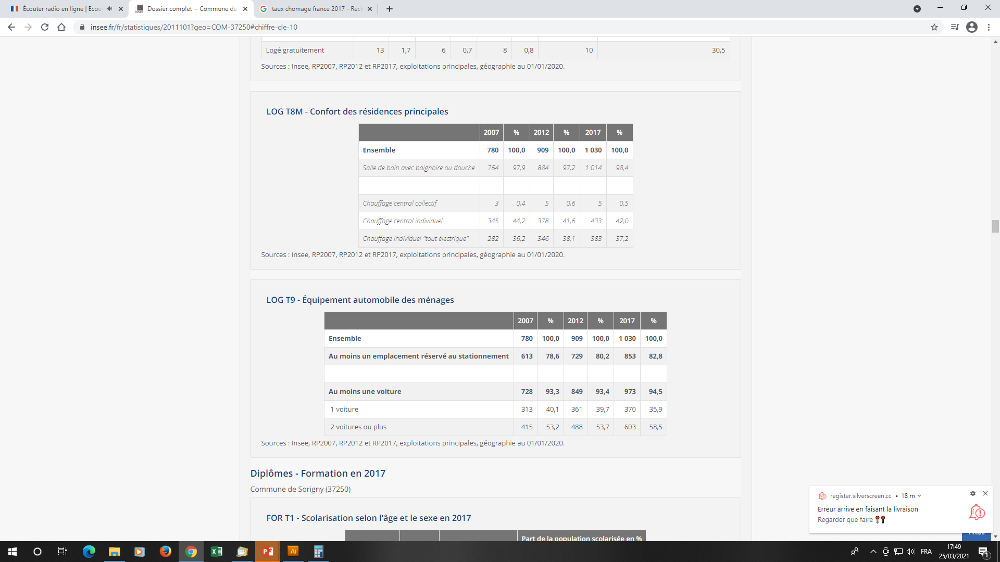 Écouter radio en ligne | Ecou
Dossier complet − Commune de
taux chomage france 2017 - Rec
insee.fr/fr/statistiques/2011101?geo=COM-37250#chiffre-cle-10
Logé gratuitement 13 1,7 6 0,7 8 0,8 10 30,5
Sources : Insee, RP2007, RP2012 et RP2017, exploitations principales, géographie au 01/01/2020.
LOG T8M - Confort des résidences principales
2007 % 2012 % 2017 %
Ensemble 780 100,0 909 100,0 1 030 100,0
Salle de bain avec baignoire ou douche 764 97,9 884 97,2 1 014 98,4
Chauffage central collectif 3 0,4 5 0,6 5 0,5
Chauffage central individuel 345 44,2 378 41,6 433 42,0
Chauffage individuel "tout électrique" 282 36,2 346 38,1 383 37,2
Sources : Insee, RP2007, RP2012 et RP2017, exploitations principales, géographie au 01/01/2020.
LOG T9 - Équipement automobile des ménages
2007 % 2012 % 2017 %
Ensemble 780 100,0 909 100,0 1 030 100,0
Au moins un emplacement réservé au stationnement 613 78,6 729 80,2 853 82,8
Au moins une voiture 728 93,3 849 93,4 973 94,5
1 voiture 313 40,1 361 39,7 370 35,9
2 voitures ou plus 415 53,2 488 53,7 603 58,5
Sources : Insee, RP2007, RP2012 et RP2017, exploitations principales, géographie au 01/01/2020.
Diplômes - Formation en 2017
Commune de Sorigny (37250)
FOR T1 - Scolarisation selon l'âge et le sexe en 2017
Part de la population scolarisée en %
register.silverscreen.cc • 18 m
Erreur arrive en faisant la livraison
Regarder que faire
PAGE
FRA
17:49
25/03/2021
1